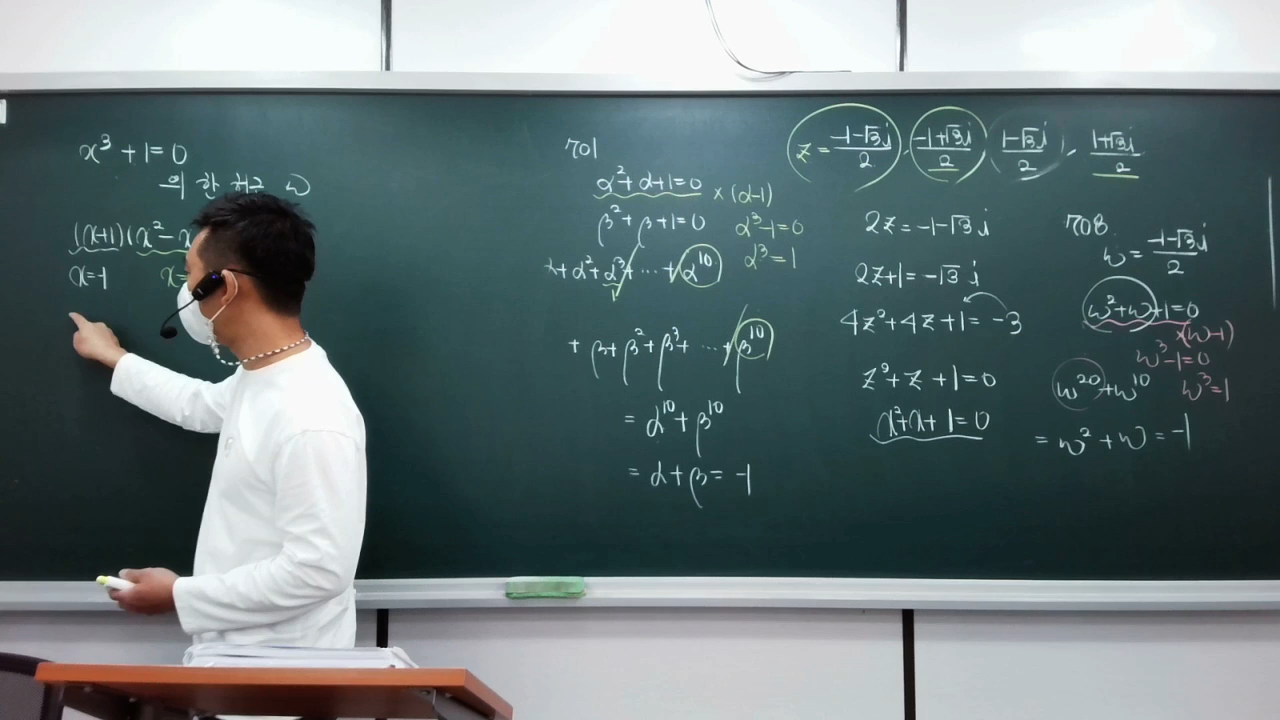 x³+1=0
의 한 허근 ω
(x+1)(x²-x
x=-1 x=
701
α²+α+1=0 ×(α-1)
β²+β+1=0 α³-1=0
α³=1
α+α²+α³+⋯+α¹⁰
+β+β²+β³+⋯+β¹⁰
=α¹⁰+β¹⁰
=α+β=-1
z=(-1-√3i)/2, (-1+√3i)/2, (1-√3i)/2, (1+√3i)/2
2z=-1-√3i
2z+1=-√3i
4z²+4z+1=-3
z²+z+1=0
x²+x+1=0
708
ω=(-1-√3i)/2
ω²+ω+1=0
×(ω-1)
ω³-1=0
ω²⁰+ω¹⁰ ω³=1
=ω²+ω=-1